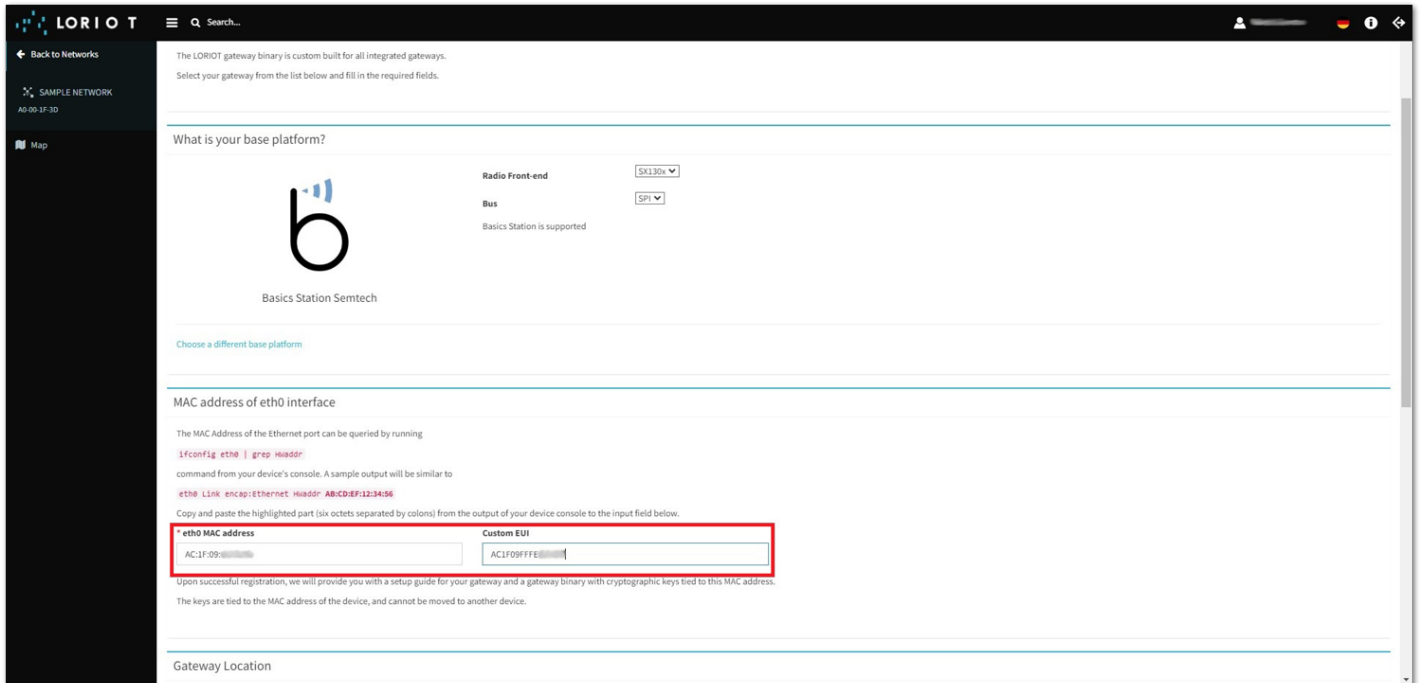 LORIOT
Search...
Back to Networks
SAMPLE NETWORK
A0-00-1F-3D
Map
The LORIOT gateway binary is custom built for all integrated gateways.
Select your gateway from the list below and fill in the required fields.
What is your base platform?
Radio Front-end
SX130x
Bus
SPI
Basics Station is supported
Basics Station Semtech
Choose a different base platform
MAC address of eth0 interface
The MAC Address of the Ethernet port can be queried by running
ifconfig eth0 | grep HWaddr
command from your device's console. A sample output will be similar to
eth0 Link encap:Ethernet HWaddr AB:CD:EF:12:34:56
Copy and paste the highlighted part (six octets separated by colons) from the output of your device console to the input field below.
* eth0 MAC address
Custom EUI
AC:1F:09:
AC1F09FFFE
Upon successful registration, we will provide you with a setup guide for your gateway and a gateway binary with cryptographic keys tied to this MAC address.
The keys are tied to the MAC address of the device, and cannot be moved to another device.
Gateway Location